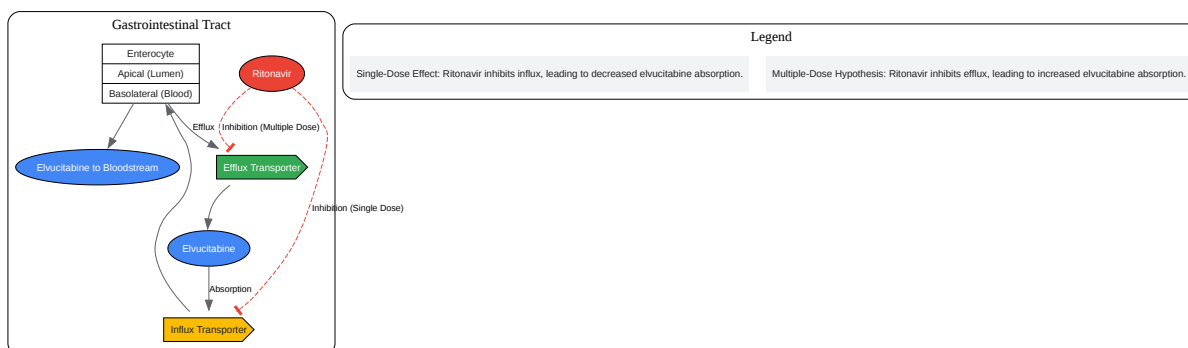 Gastrointestinal Tract
Enterocyte
Apical (Lumen)
Basolateral (Blood)
Ritonavir
Efflux
Inhibition (Multiple Dose)
Elvucitabine to Bloodstream
Efflux Transporter
Inhibition (Single Dose)
Elvucitabine
Absorption
Influx Transporter
Legend
Single-Dose Effect: Ritonavir inhibits influx, leading to decreased elvucitabine absorption.
Multiple-Dose Hypothesis: Ritonavir inhibits efflux, leading to increased elvucitabine absorption.